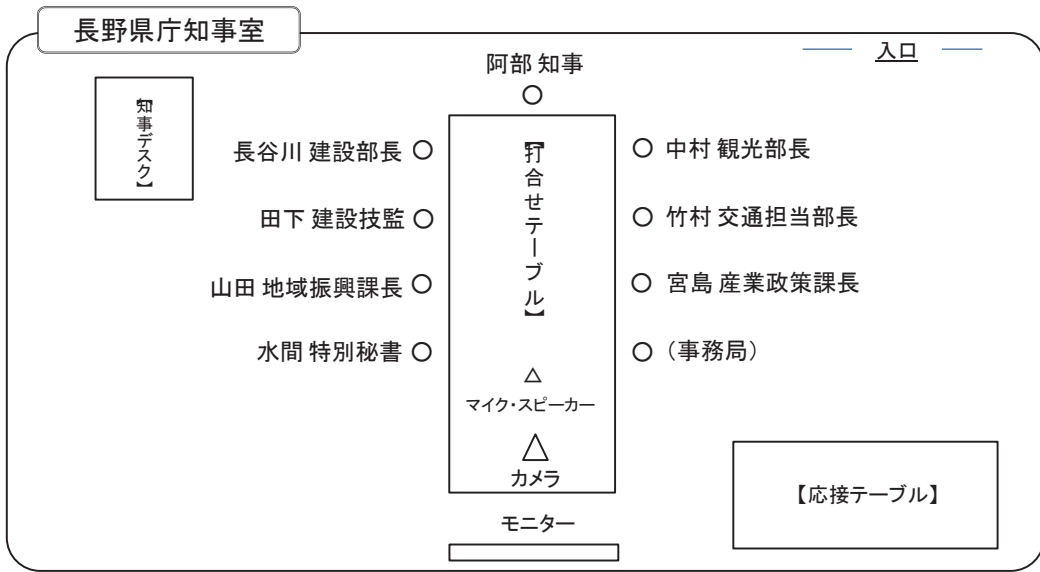 長野県庁知事室
入口
阿部 知事
【知事デスク】
【打合せテーブル】
長谷川 建設部長
中村 観光部長
田下 建設技監
竹村 交通担当部長
山田 地域振興課長
宮島 産業政策課長
水間 特別秘書
（事務局）
マイク・スピーカー
カメラ
【応接テーブル】
モニター